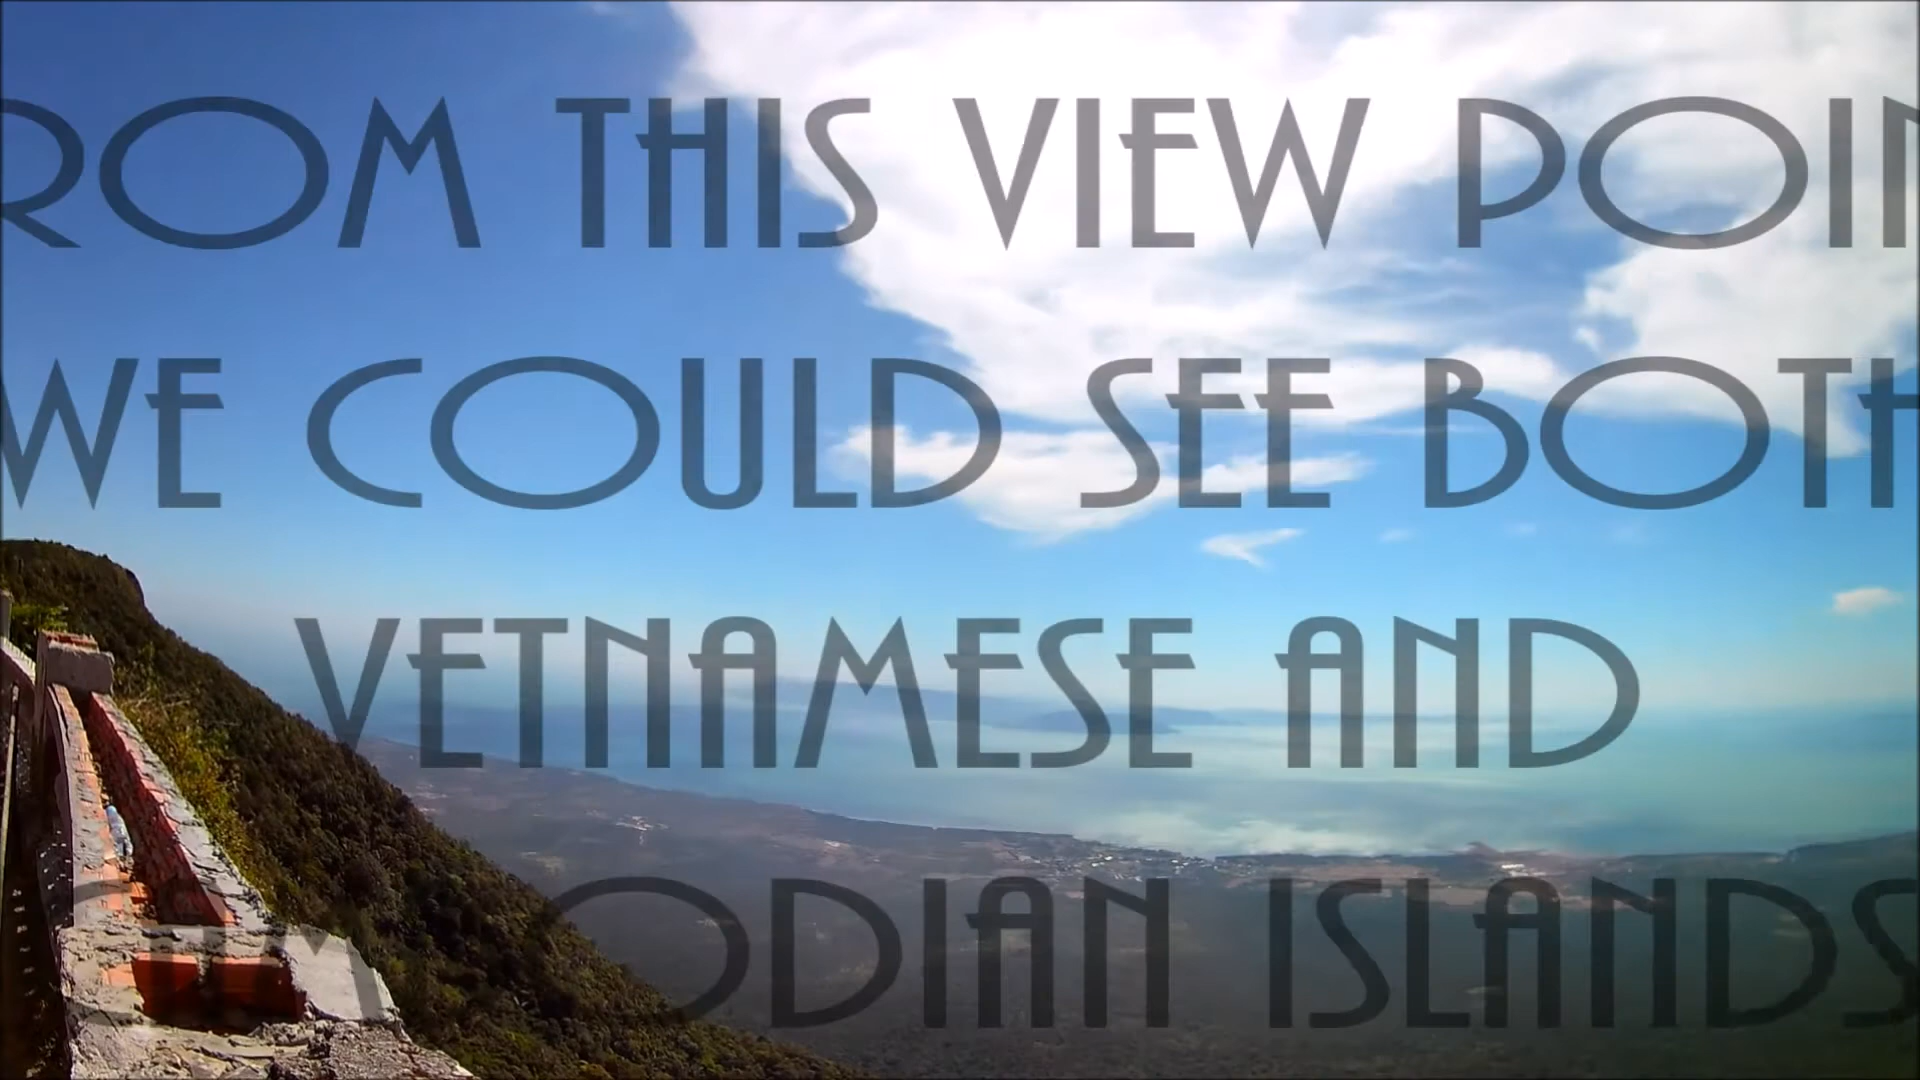 ROM THIS VIEW POIN
WE COULD SEE BOTH
VETNAMESE AND
ODIAN ISLANDS